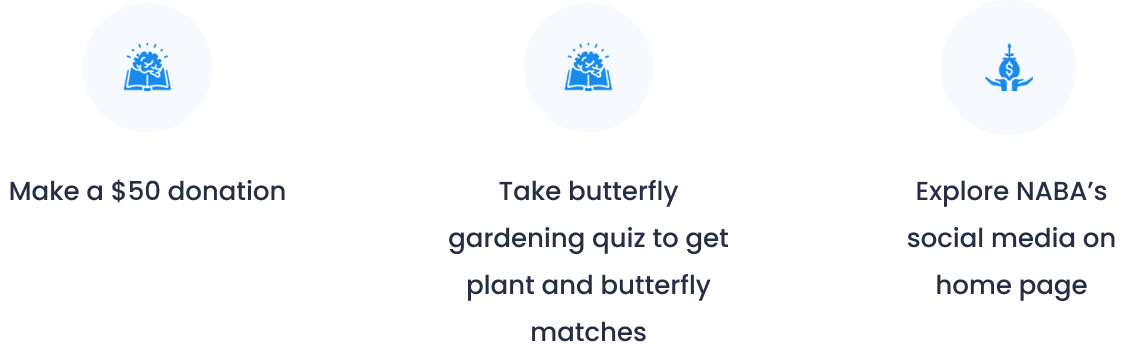 Make a $50 donation
Take butterfly
gardening quiz to get
plant and butterfly
matches
Explore NABA’s
social media on
home page